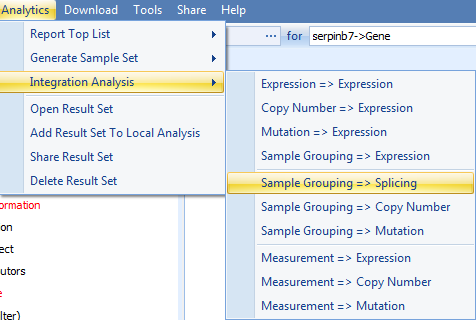 Analytics Download Tools Share Help
Report Top List
Generate Sample Set
Integration Analysis
Open Result Set
Add Result Set To Local Analysis
Share Result Set
Delete Result Set
... for serpinb7->Gene
Expression => Expression
Copy Number => Expression
Mutation => Expression
Sample Grouping => Expression
Sample Grouping => Splicing
Sample Grouping => Copy Number
Sample Grouping => Mutation
Measurement => Expression
Measurement => Copy Number
Measurement => Mutation
formation
on
ect
utors
e
lter)